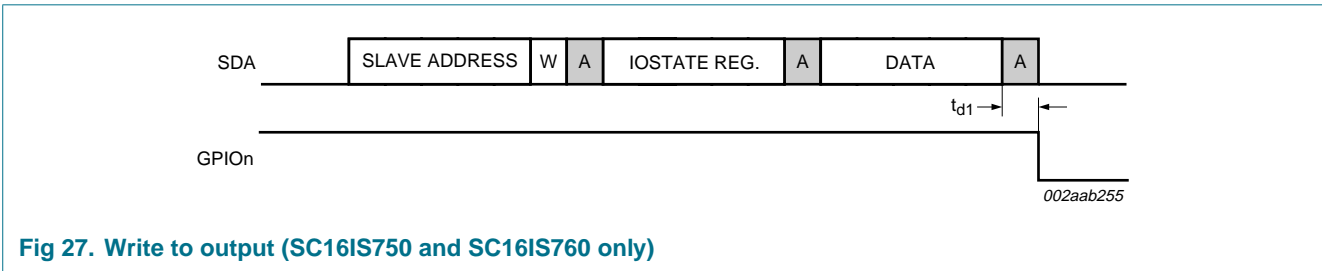 SDA SLAVE ADDRESS W A IOSTATE REG. A DATA A
td1
GPIOn
002aab255
Fig 27. Write to output (SC16IS750 and SC16IS760 only)